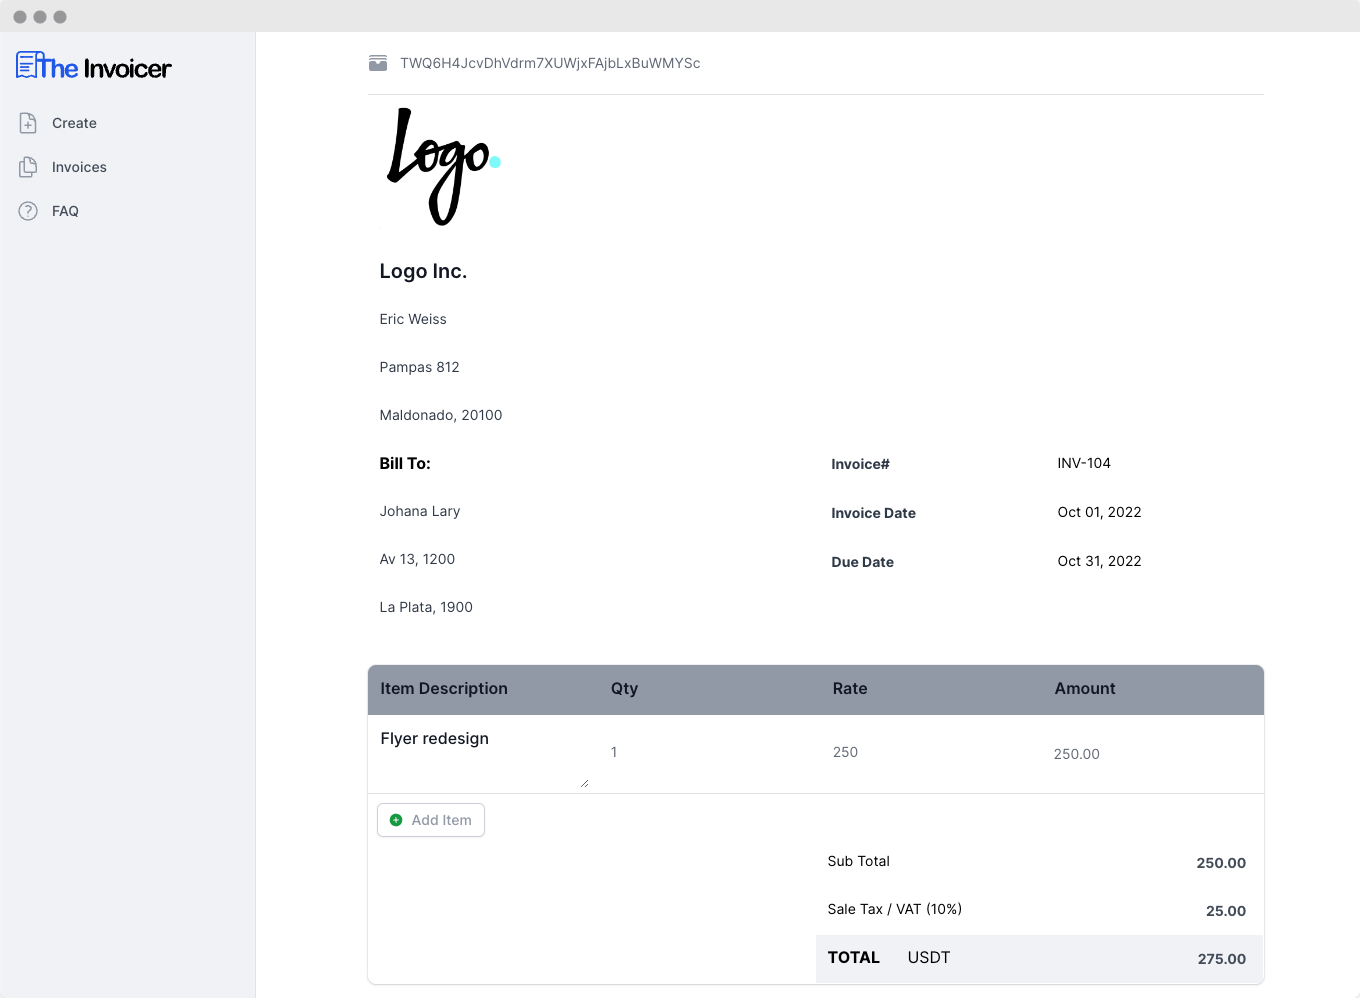 The Invoicer
Create
Invoices
FAQ
TWQ6H4JcvDhVdrm7XUWjxFAjbLxBuWMYSc
Logo.
Logo Inc.
Eric Weiss
Pampas 812
Maldonado, 20100
Bill To:
Johana Lary
Av 13, 1200
La Plata, 1900
Invoice# INV-104
Invoice Date Oct 01, 2022
Due Date Oct 31, 2022
Item Description Qty Rate Amount
Flyer redesign 1 250 250.00
Add Item
Sub Total 250.00
Sale Tax / VAT (10%) 25.00
TOTAL USDT 275.00